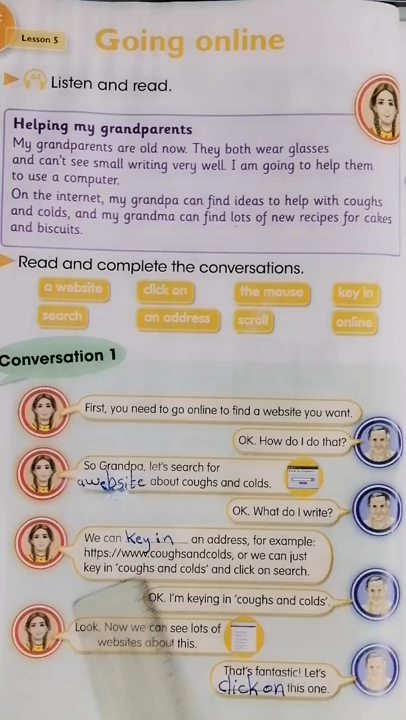 Lesson 5
Going online
Listen and read.
Helping my grandparents
My grandparents are old now. They both wear glasses
and can't see small writing very well. I am going to help them
to use a computer.
On the internet, my grandpa can find ideas to help with coughs
and colds, and my grandma can find lots of new recipes for cakes
and biscuits.
Read and complete the conversations.
a website click on the mouse key in
search an address scroll online
Conversation 1
First, you need to go online to find a website you want.
OK. How do I do that?
So Grandpa, let's search for
a website about coughs and colds.
OK. What do I write?
We can key in an address, for example:
https://www.coughsandcolds, or we can just
key in 'coughs and colds' and click on search.
OK. I'm keying in 'coughs and colds'.
Look. Now we can see lots of
websites about this.
That's fantastic! Let's
click on this one.